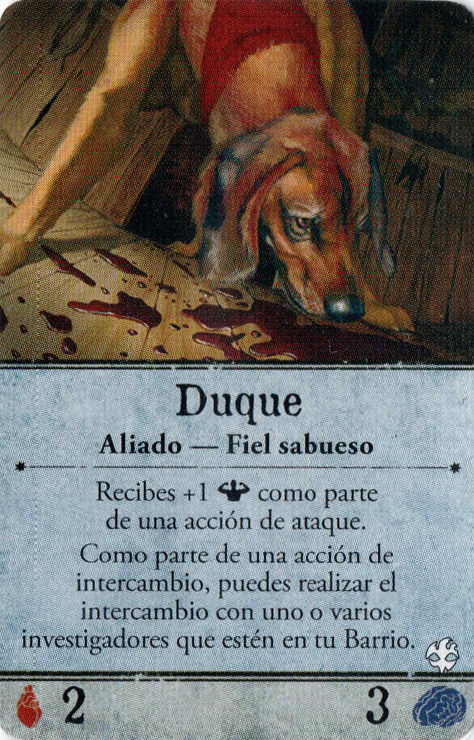 Duque
Aliado — Fiel sabueso
Recibes +1 como parte
de una acción de ataque.
Como parte de una acción de
intercambio, puedes realizar el
intercambio con uno o varios
investigadores que estén en tu Barrio.
2 3